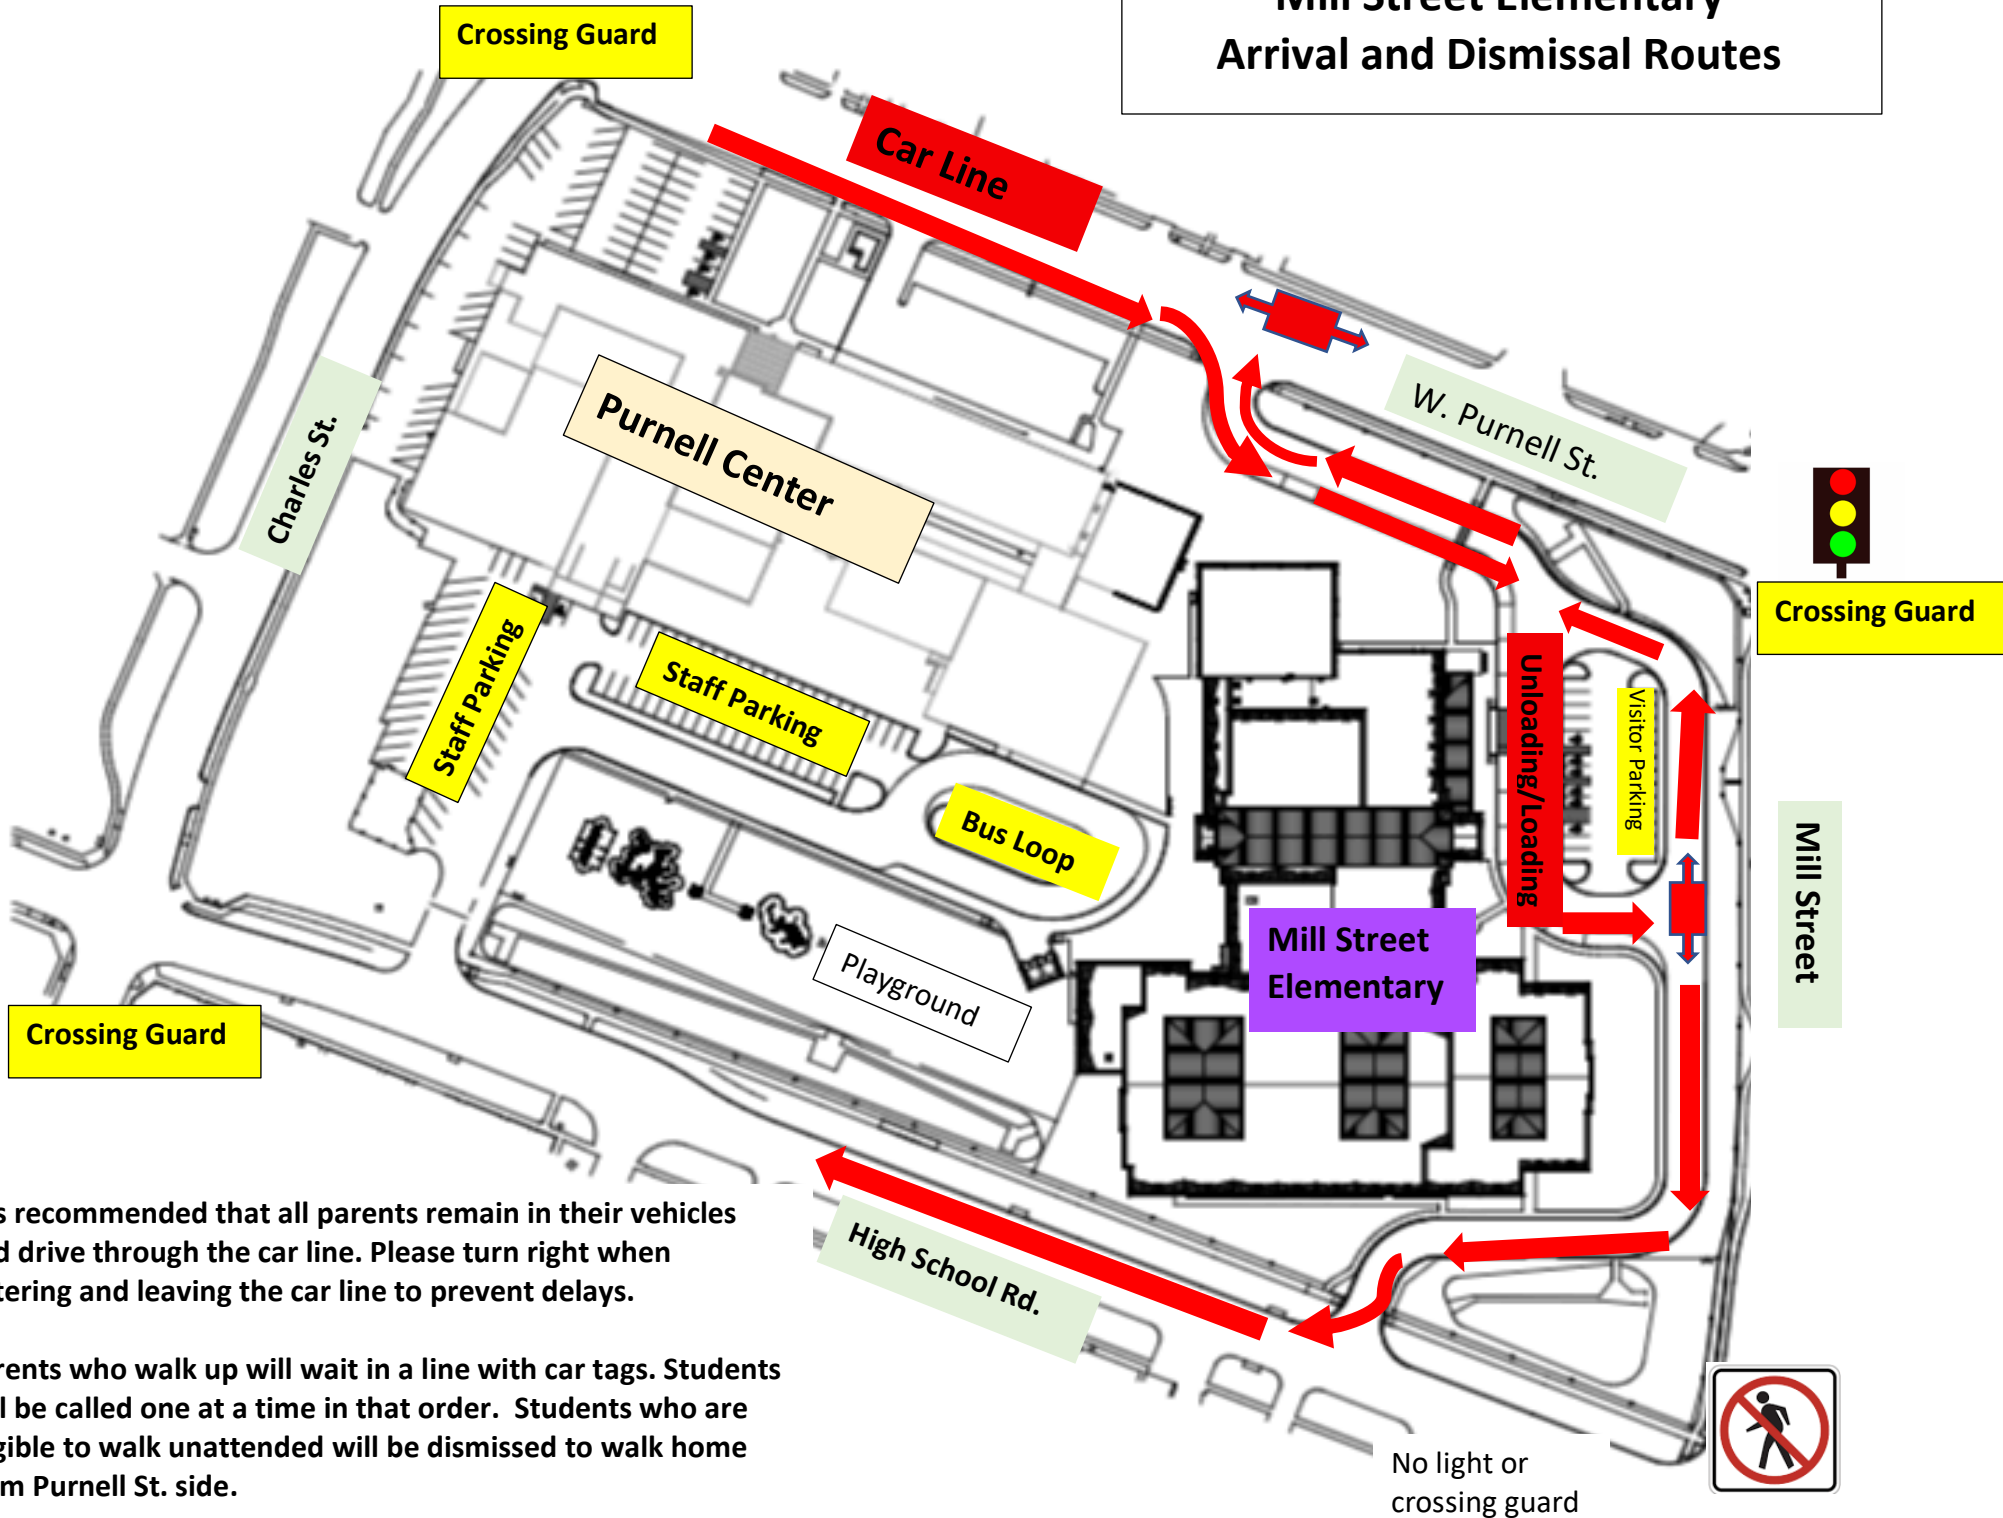 Mill Street Elementary
Arrival and Dismissal Routes
Crossing Guard
Car Line
W. Purnell St.
Purnell Center
Charles St.
Crossing Guard
Staff Parking
Staff Parking
Unloading/Loading
Visitor Parking
Bus Loop
Mill Street
Mill Street
Elementary
Playground
Crossing Guard
High School Rd.
s recommended that all parents remain in their vehicles
d drive through the car line. Please turn right when
tering and leaving the car line to prevent delays.
rents who walk up will wait in a line with car tags. Students
l be called one at a time in that order.  Students who are
gible to walk unattended will be dismissed to walk home
m Purnell St. side.
No light or
crossing guard